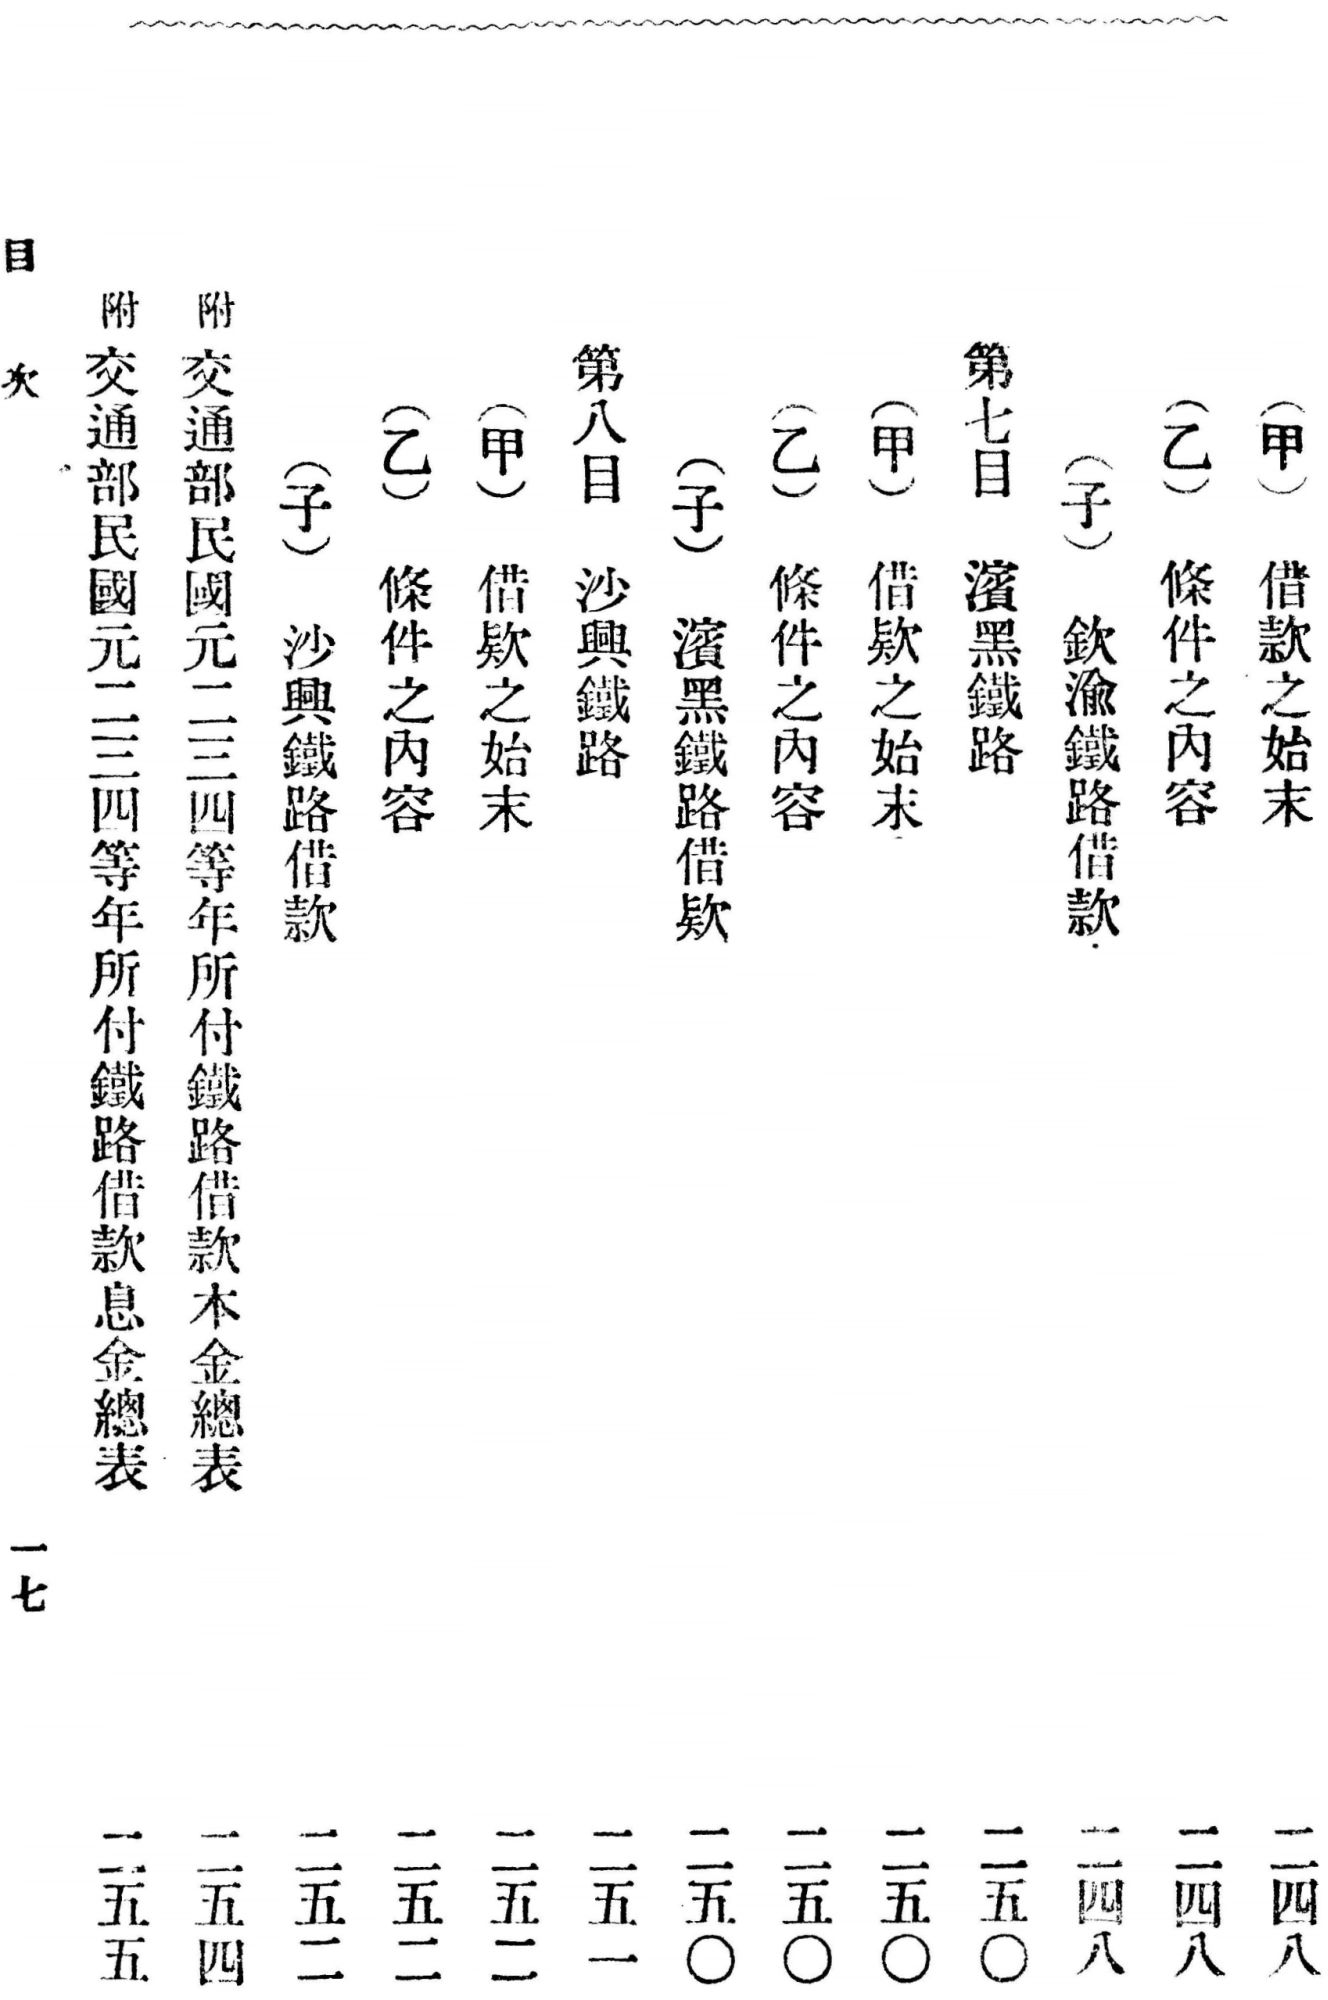 （甲）　借款之始末　二四八
（乙）　條件之內容　二四八
（子）　欽渝鐵路借款　二四八
第七目　濱黑鐵路　二五〇
（甲）　借欵之始末　二五〇
（乙）　條件之內容　二五〇
（子）　濱黑鐵路借欵　二五〇
第八目　沙興鐵路　二五一
（甲）　借欵之始末　二五二
（乙）　條件之內容　二五二
（子）　沙興鐵路借款　二五二
附　交通部民國元二三四等年所付鐵路借款本金總表　二五四
附　交通部民國元二三四等年所付鐵路借款息金總表　二五五
目次　一七